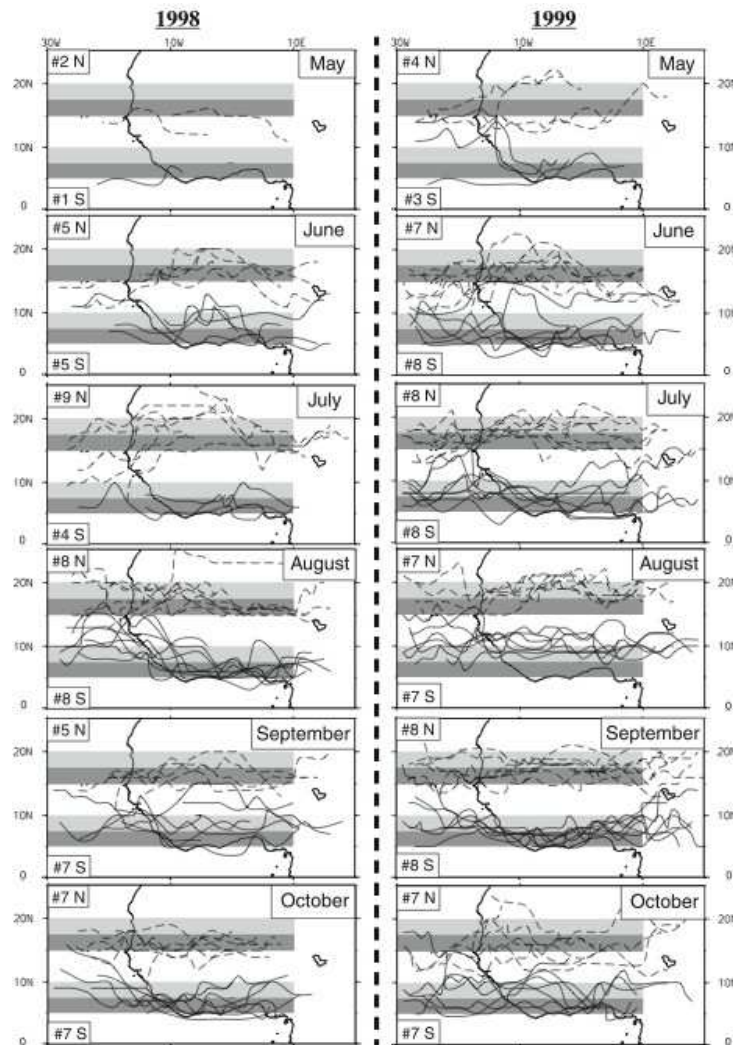 1998
1999
30W 10W 10E
30W 10W 10E
#2 N May
#4 N May
20N
20N
10N
10N
0 #1 S
#3 S 0
#5 N June
#7 N June
20N
20N
10N
10N
0 #5 S
#8 S 0
#9 N July
#8 N July
20N
20N
10N
10N
0 #4 S
#8 S 0
#8 N August
#7 N August
20N
20N
10N
10N
0 #8 S
#7 S 0
#5 N September
#8 N September
20N
20N
10N
10N
0 #7 S
#8 S 0
#7 N October
#7 N October
20N
20N
10N
10N
0 #7 S
#7 S 0